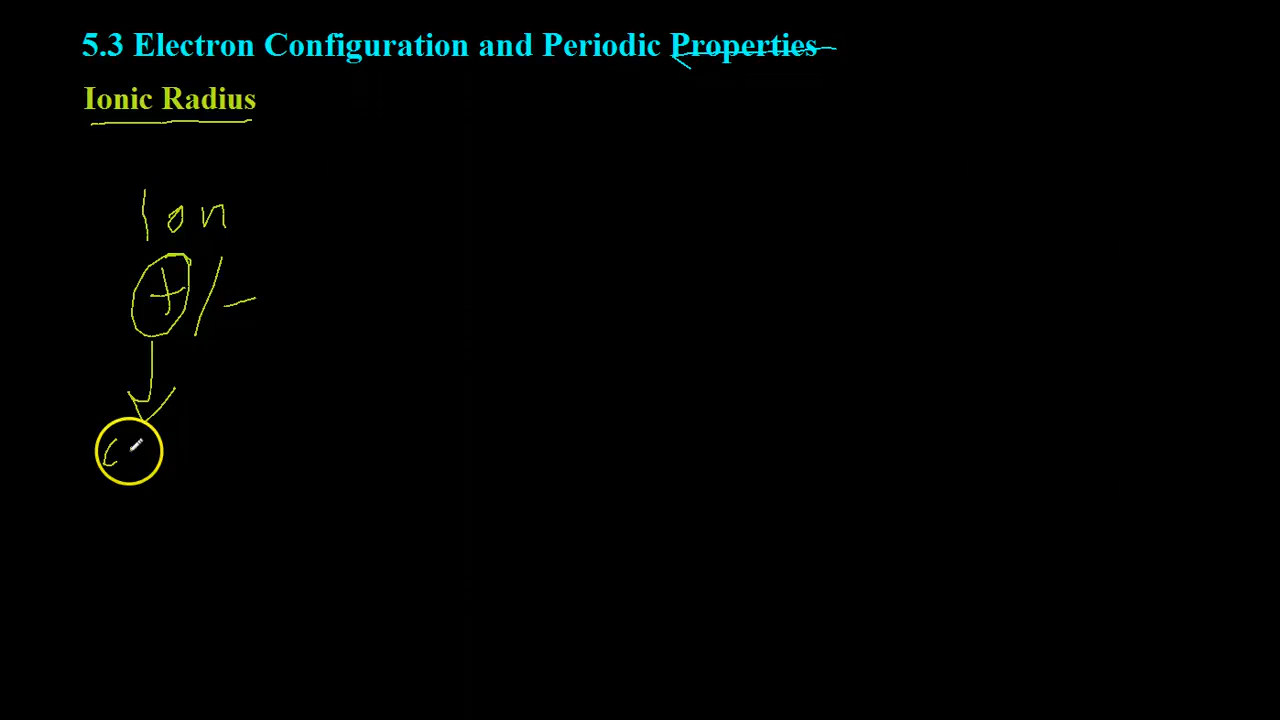 5.3 Electron Configuration and Periodic Properties
Ionic Radius
Ion
+/-
c